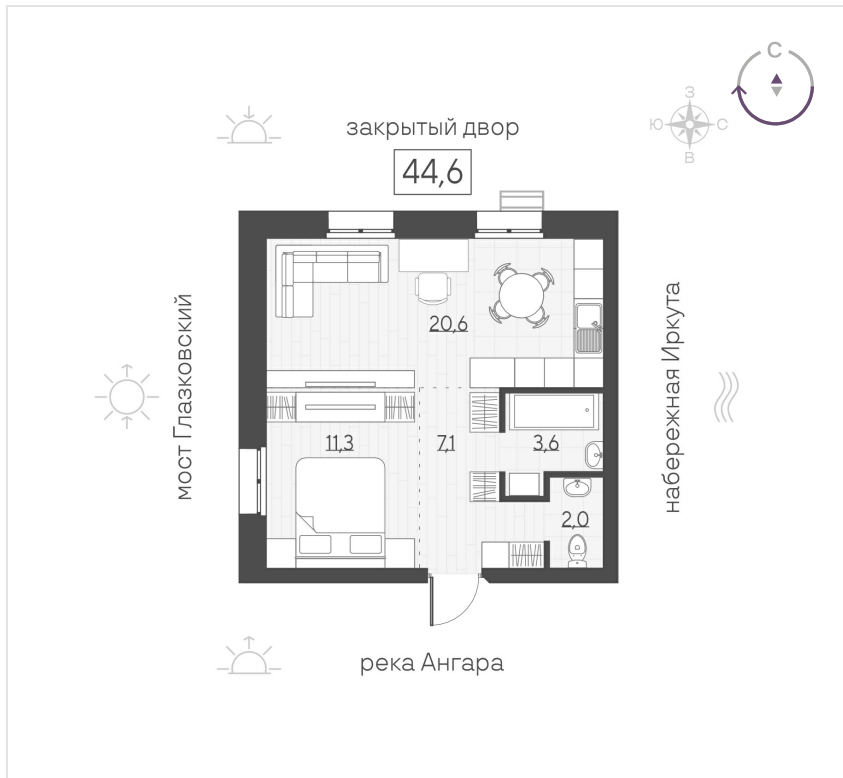 С
З
Ю
С
В
закрытый двор
44,6
мост Глазковский
набережная Иркута
20,6
11,3
7,1
3,6
2,0
река Ангара